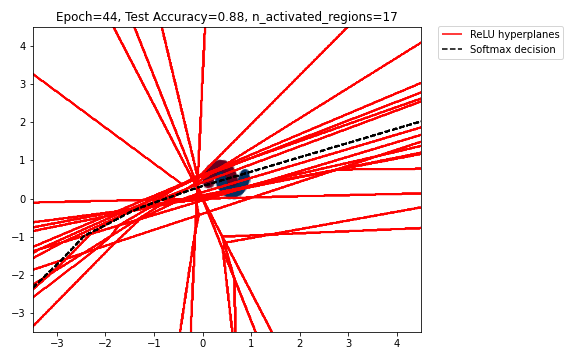 Epoch=44, Test Accuracy=0.88, n_activated_regions=17
ReLU hyperplanes
Softmax decision
4
3
2
1
0
−1
−2
−3
−3 −2 −1 0 1 2 3 4